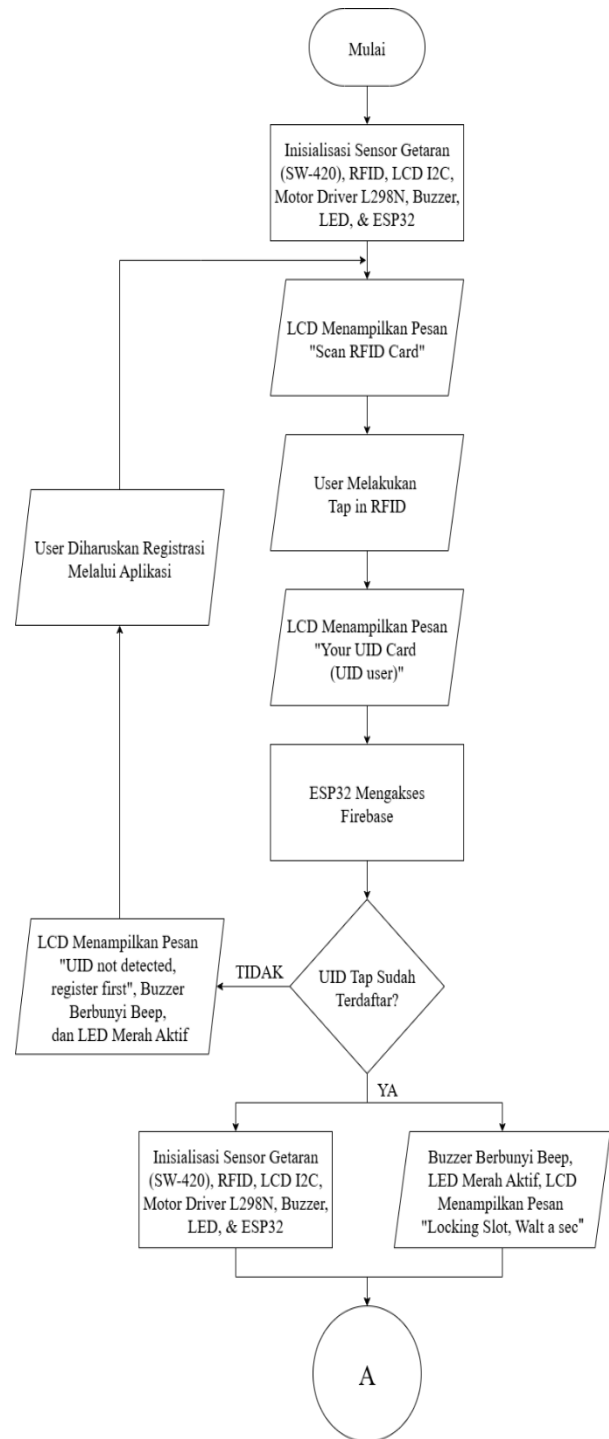 Mulai
Inisialisasi Sensor Getaran
(SW-420), RFID, LCD I2C,
Motor Driver L298N, Buzzer,
LED, & ESP32
LCD Menampilkan Pesan
"Scan RFID Card"
User Melakukan
Tap in RFID
User Diharuskan Registrasi
Melalui Aplikasi
LCD Menampilkan Pesan
"Your UID Card
(UID user)"
ESP32 Mengakses
Firebase
UID Tap Sudah
Terdaftar?
TIDAK
LCD Menampilkan Pesan
"UID not detected,
register first", Buzzer
Berbunyi Beep,
dan LED Merah Aktif
YA
Inisialisasi Sensor Getaran
(SW-420), RFID, LCD I2C,
Motor Driver L298N, Buzzer,
LED, & ESP32
Buzzer Berbunyi Beep,
LED Merah Aktif, LCD
Menampilkan Pesan
"Locking Slot, Walt a sec"
A